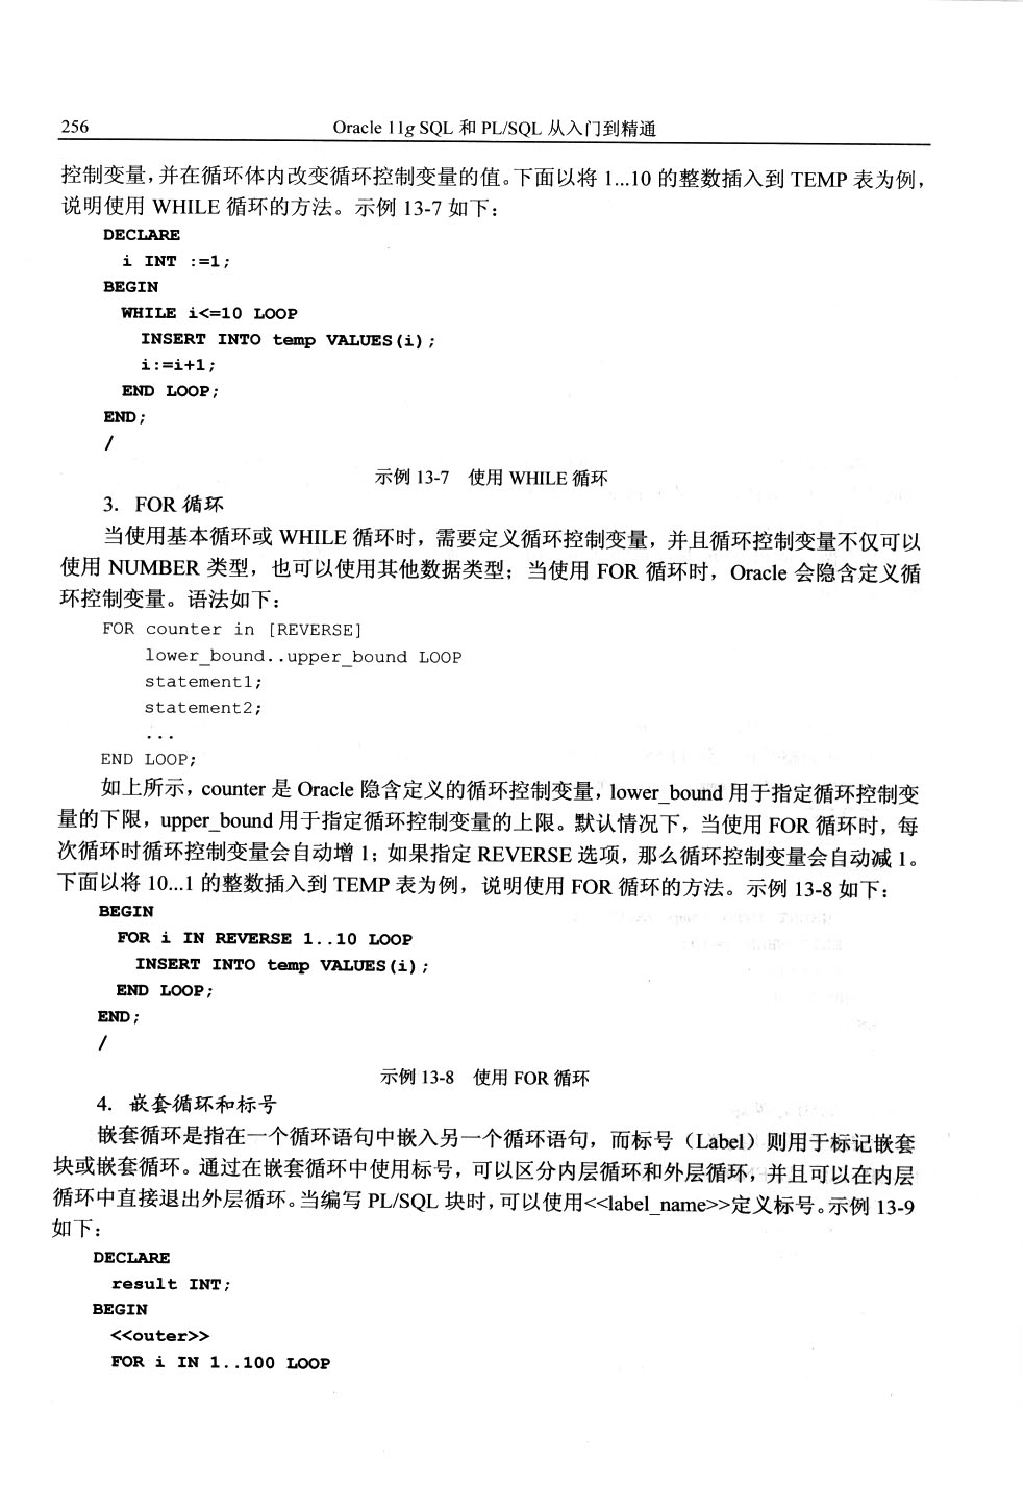 256
Oracle 11g SQL 和 PL/SQL 从入门到精通
控制变量，并在循环体内改变循环控制变量的值。下面以将 1...10 的整数插入到 TEMP 表为例，
说明使用 WHILE 循环的方法。示例 13-7 如下：
DECLARE
i INT :=1;
BEGIN
WHILE i<=10 LOOP
INSERT INTO temp VALUES(i);
i:=i+1;
END LOOP;
END;
/
示例 13-7 使用 WHILE 循环
3. FOR 循环
当使用基本循环或 WHILE 循环时，需要定义循环控制变量，并且循环控制变量不仅可以
使用 NUMBER 类型，也可以使用其他数据类型；当使用 FOR 循环时，Oracle 会隐含定义循
环控制变量。语法如下：
FOR counter in [REVERSE]
lower_bound..upper_bound LOOP
statement1;
statement2;
...
END LOOP;
如上所示，counter 是 Oracle 隐含定义的循环控制变量，lower_bound 用于指定循环控制变
量的下限，upper_bound 用于指定循环控制变量的上限。默认情况下，当使用 FOR 循环时，每
次循环时循环控制变量会自动增 1；如果指定 REVERSE 选项，那么循环控制变量会自动减 1。
下面以将 10...1 的整数插入到 TEMP 表为例，说明使用 FOR 循环的方法。示例 13-8 如下：
BEGIN
FOR i IN REVERSE 1..10 LOOP
INSERT INTO temp VALUES(i);
END LOOP;
END;
/
示例 13-8 使用 FOR 循环
4. 嵌套循环和标号
嵌套循环是指在一个循环语句中嵌入另一个循环语句，而标号（Label）则用于标记嵌套
块或嵌套循环。通过在嵌套循环中使用标号，可以区分内层循环和外层循环，并且可以在内层
循环中直接退出外层循环。当编写 PL/SQL 块时，可以使用<<label_name>>定义标号。示例 13-9
如下：
DECLARE
result INT;
BEGIN
<<outer>>
FOR i IN 1..100 LOOP